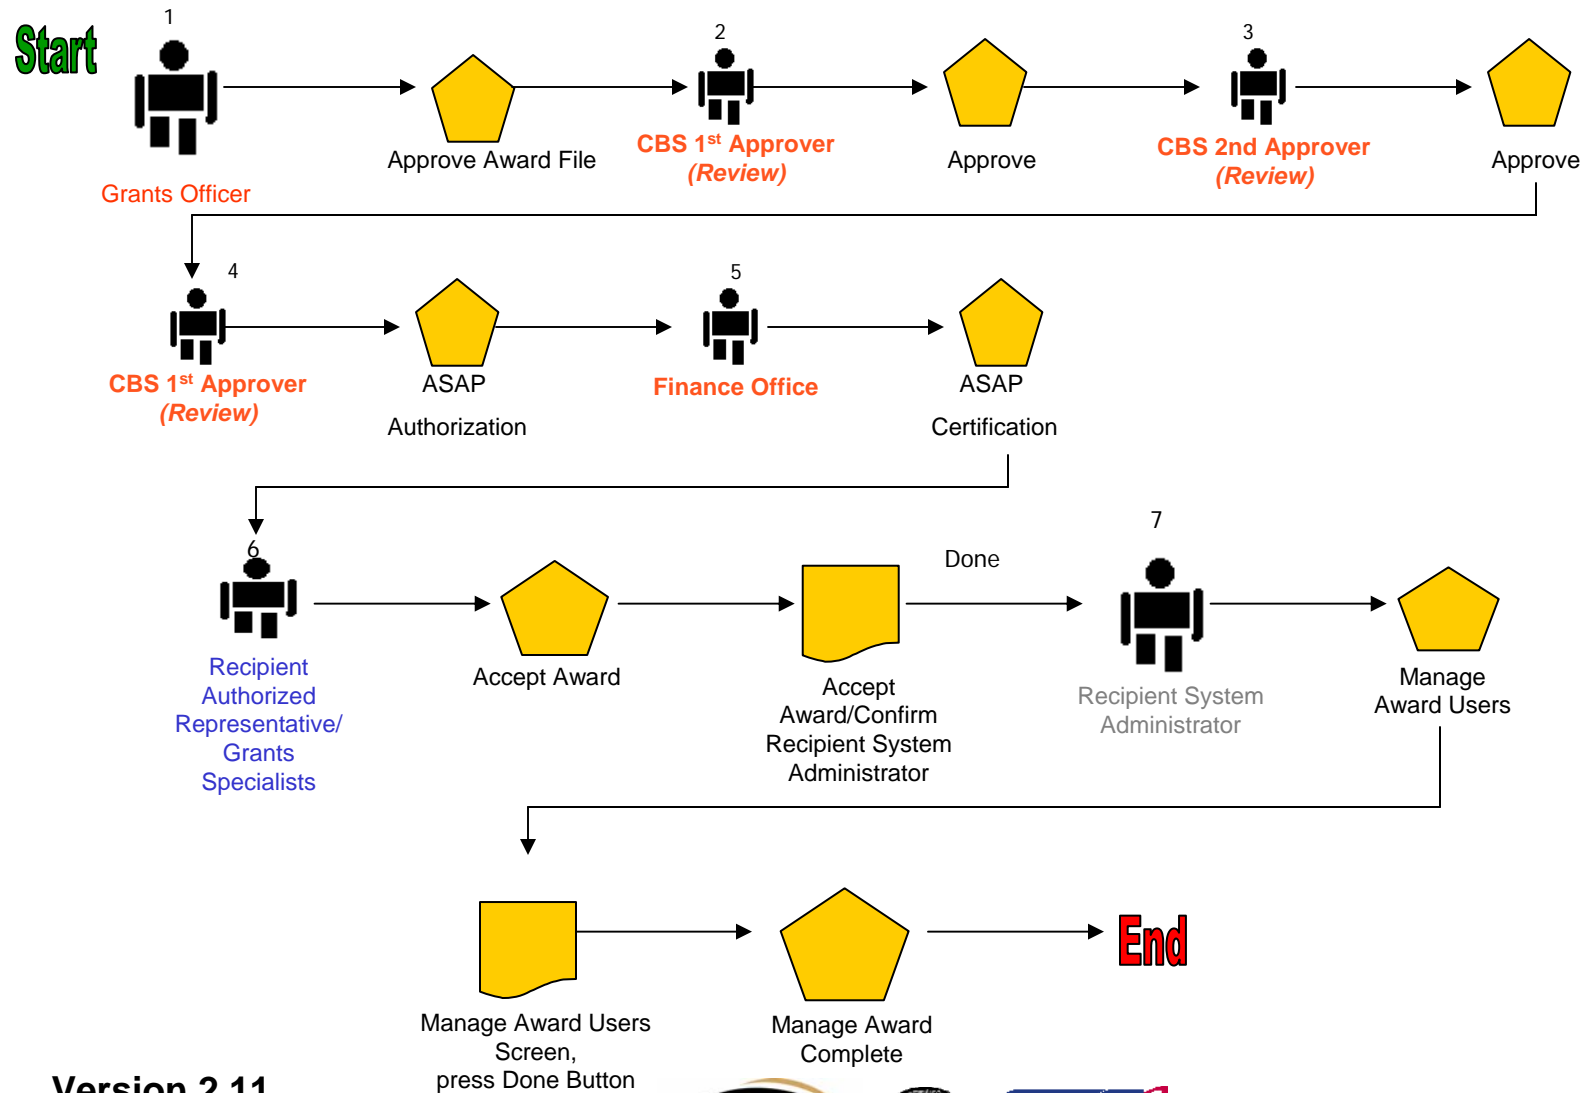 Start
1
Grants Officer
Approve Award File
2
CBS 1st Approver
(Review)
Approve
3
CBS 2nd Approver
(Review)
Approve
4
CBS 1st Approver
(Review)
ASAP
Authorization
5
Finance Office
ASAP
Certification
6
Recipient
Authorized
Representative/
Grants
Specialists
Accept Award
Accept
Award/Confirm
Recipient System
Administrator
Done
7
Recipient System
Administrator
Manage
Award Users
Manage Award Users
Screen,
press Done Button
Manage Award
Complete
End
Version 2.11